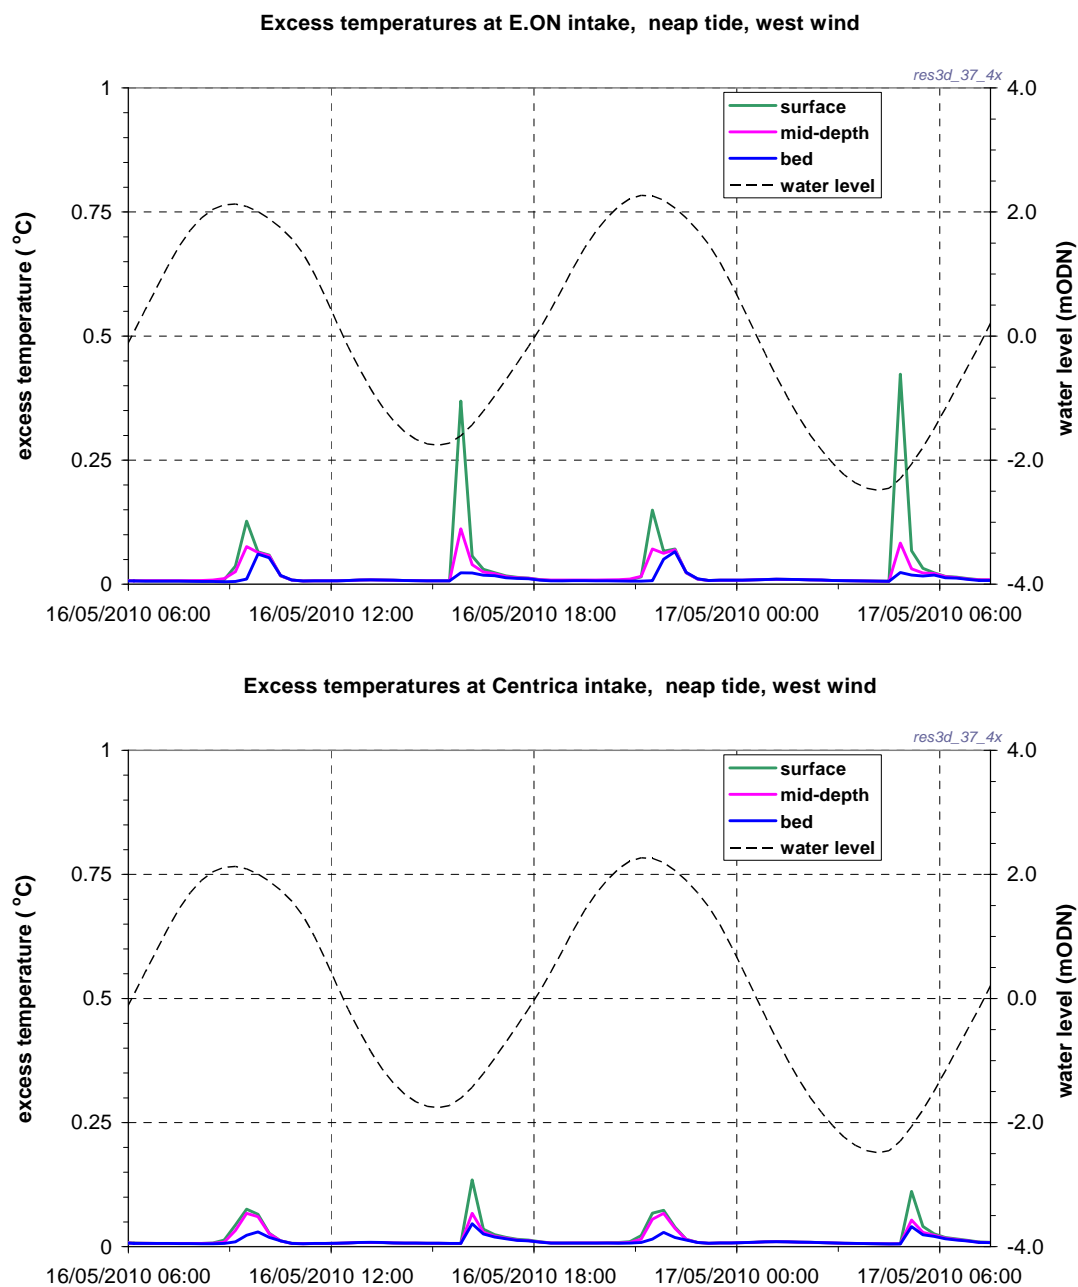 Excess temperatures at E.ON intake,  neap tide, west wind
res3d_37_4x
1
0.75
0.5
0.25
0
excess temperature ( °C)
4.0
2.0
0.0
-2.0
-4.0
water level (mODN)
surface
mid-depth
bed
water level
16/05/2010 06:00 16/05/2010 12:00 16/05/2010 18:00 17/05/2010 00:00 17/05/2010 06:00
Excess temperatures at Centrica intake,  neap tide, west wind
res3d_37_4x
1
0.75
0.5
0.25
0
excess temperature ( °C)
4.0
2.0
0.0
-2.0
-4.0
water level (mODN)
surface
mid-depth
bed
water level
16/05/2010 06:00 16/05/2010 12:00 16/05/2010 18:00 17/05/2010 00:00 17/05/2010 06:00